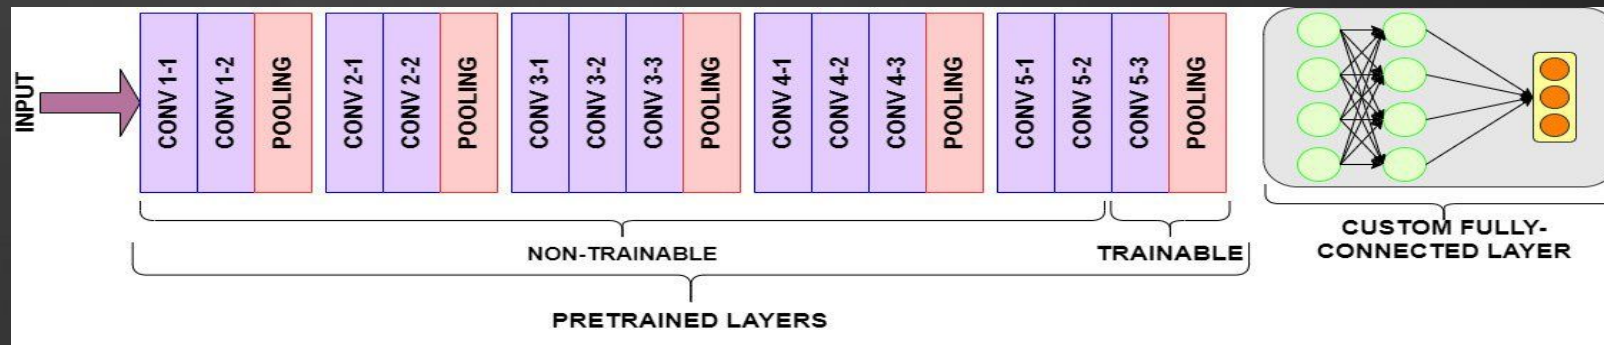 INPUT
CONV 1-1
CONV 1-2
POOLING
CONV 2-1
CONV 2-2
POOLING
CONV 3-1
CONV 3-2
CONV 3-3
POOLING
CONV 4-1
CONV 4-2
CONV 4-3
POOLING
CONV 5-1
CONV 5-2
CONV 5-3
POOLING
NON-TRAINABLE
TRAINABLE
CUSTOM FULLY-
CONNECTED LAYER
PRETRAINED LAYERS